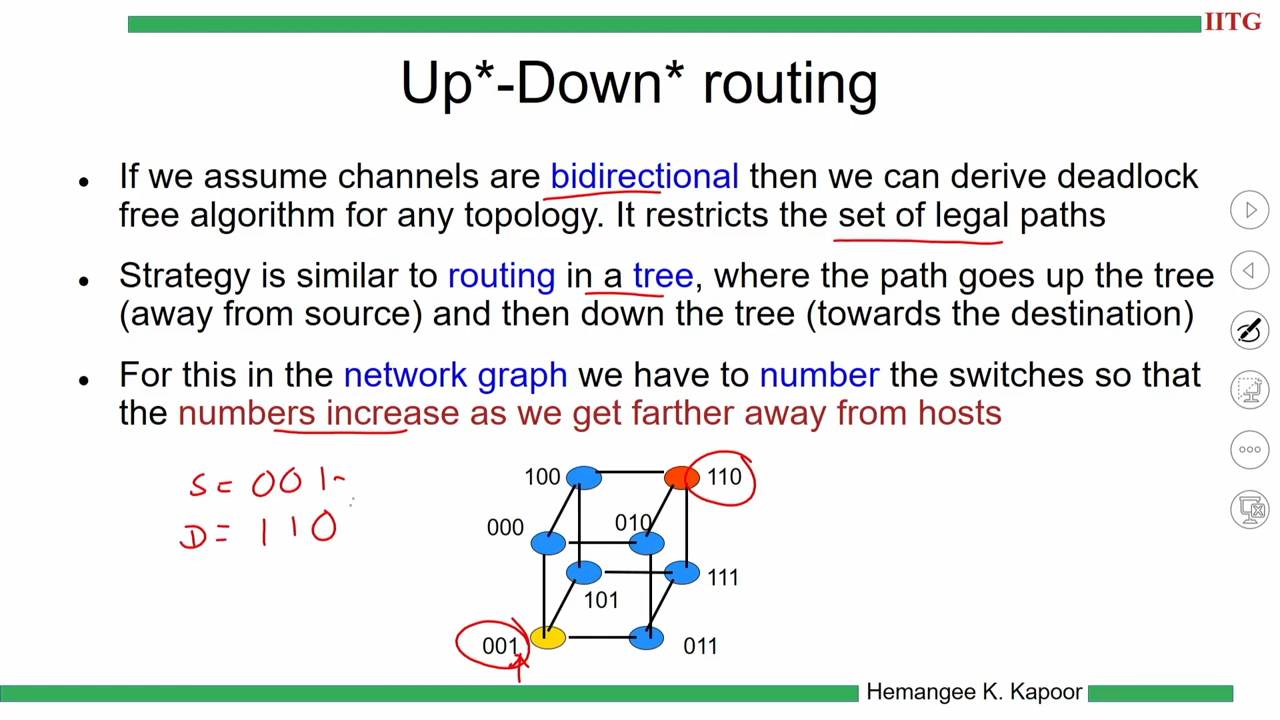 IITG
Up*-Down* routing
• If we assume channels are bidirectional then we can derive deadlock
free algorithm for any topology. It restricts the set of legal paths
• Strategy is similar to routing in a tree, where the path goes up the tree
(away from source) and then down the tree (towards the destination)
• For this in the network graph we have to number the switches so that
the numbers increase as we get farther away from hosts
S = 001
D = 110
100
110
000
010
101
111
001
011
Hemangee K. Kapoor